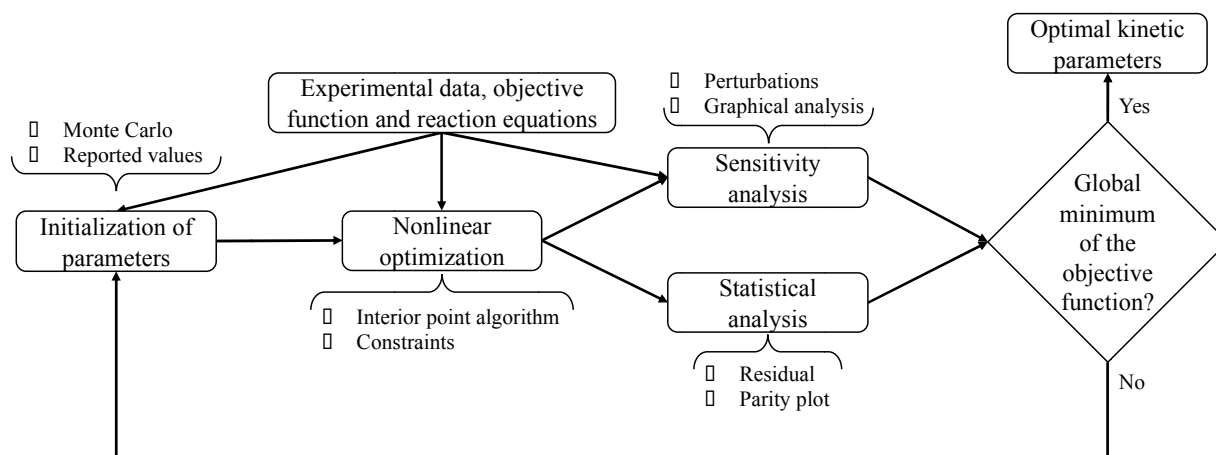 Optimal kinetic
parameters
Yes
Experimental data, objective
function and reaction equations
Perturbations
Graphical analysis
Monte Carlo
Reported values
Sensitivity
analysis
Global
minimum
of the
objective
function?
Initialization of
parameters
Nonlinear
optimization
Statistical
analysis
Interior point algorithm
Constraints
Residual
Parity plot
No